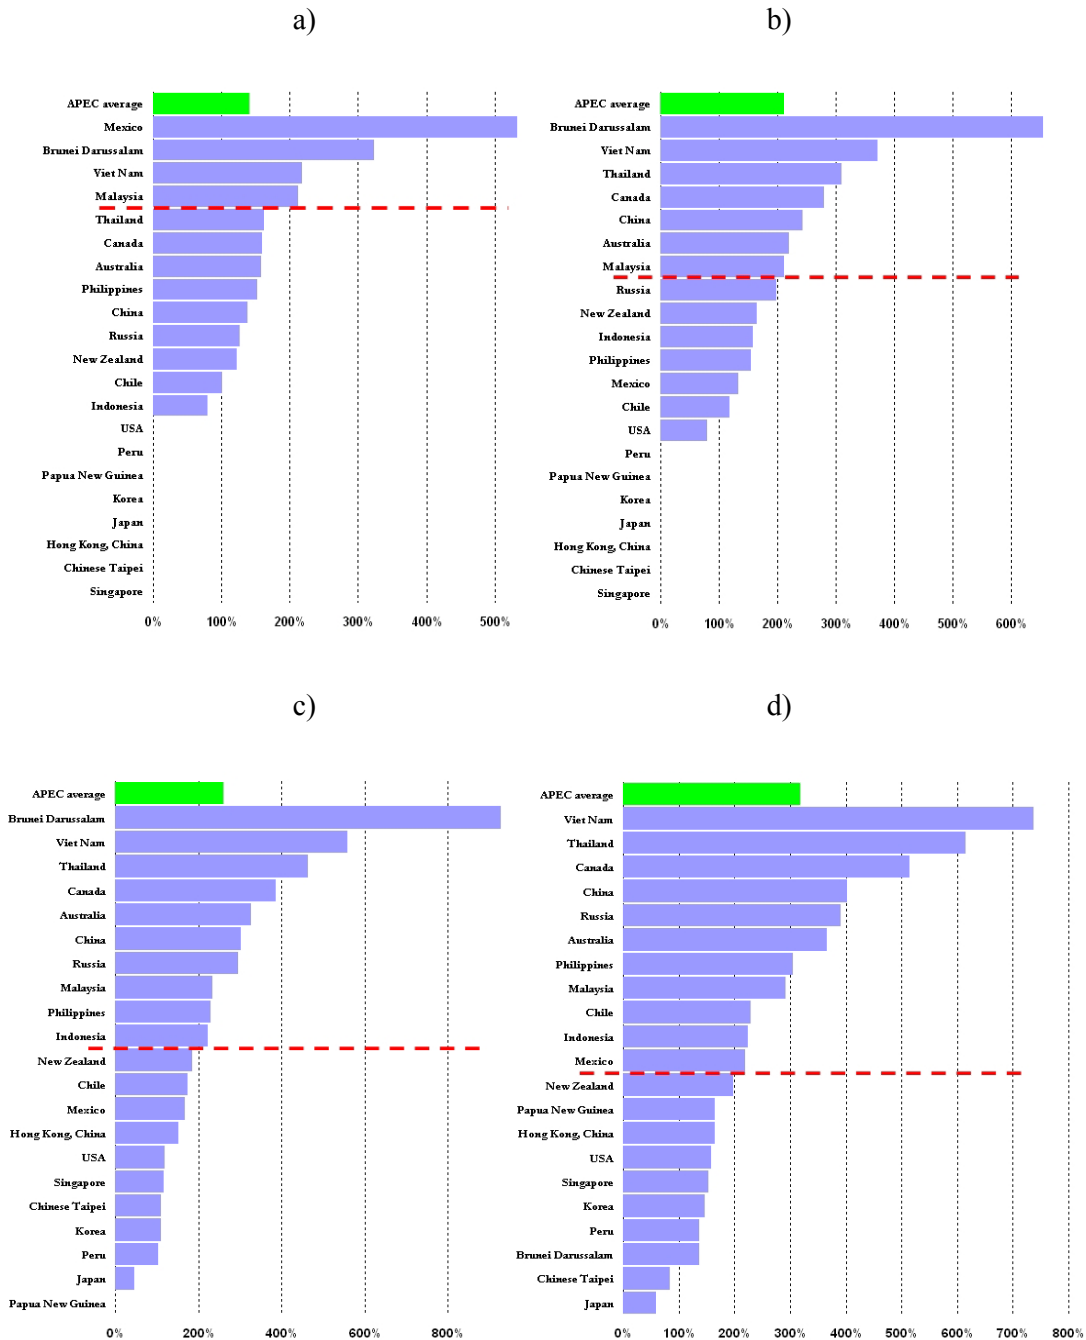 a)
APEC average
Mexico
Brunei Darussalam
Viet Nam
Malaysia
Thailand
Canada
Australia
Philippines
China
Russia
New Zealand
Chile
Indonesia
USA
Peru
Papua New Guinea
Korea
Japan
Hong Kong, China
Chinese Taipei
Singapore
0% 100% 200% 300% 400% 500%
b)
APEC average
Brunei Darussalam
Viet Nam
Thailand
Canada
China
Australia
Malaysia
Russia
New Zealand
Indonesia
Philippines
Mexico
Chile
USA
Peru
Papua New Guinea
Korea
Japan
Hong Kong, China
Chinese Taipei
Singapore
0% 100% 200% 300% 400% 500% 600%
c)
APEC average
Brunei Darussalam
Viet Nam
Thailand
Canada
Australia
China
Russia
Malaysia
Philippines
Indonesia
New Zealand
Chile
Mexico
Hong Kong, China
USA
Singapore
Chinese Taipei
Korea
Peru
Japan
Papua New Guinea
0% 200% 400% 600% 800%
d)
APEC average
Viet Nam
Thailand
Canada
China
Russia
Australia
Philippines
Malaysia
Chile
Indonesia
Mexico
New Zealand
Papua New Guinea
Hong Kong, China
USA
Singapore
Korea
Peru
Brunei Darussalam
Chinese Taipei
Japan
0% 100% 200% 300% 400% 500% 600% 700% 800%